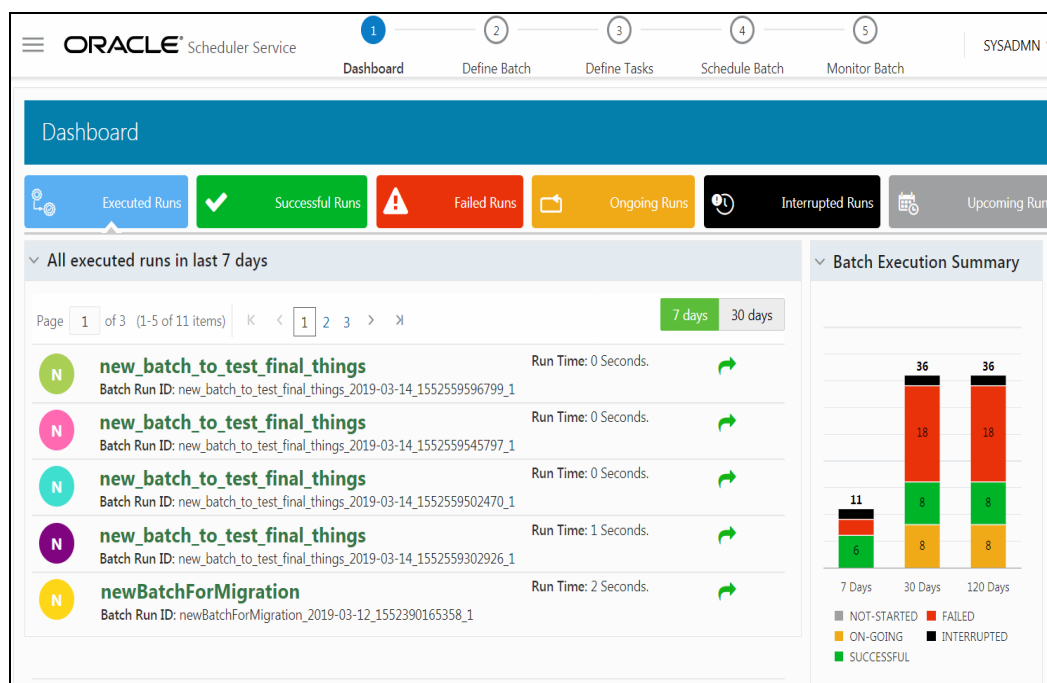 ORACLE® Scheduler Service
1 2 3 4 5
Dashboard Define Batch Define Tasks Schedule Batch Monitor Batch
SYSADMN
Dashboard
Executed Runs Successful Runs Failed Runs Ongoing Runs Interrupted Runs Upcoming Run
All executed runs in last 7 days
Page 1 of 3 (1-5 of 11 items) 1 2 3
7 days 30 days
N
new_batch_to_test_final_things
Run Time: 0 Seconds.
Batch Run ID: new_batch_to_test_final_things_2019-03-14_1552559596799_1
N
new_batch_to_test_final_things
Run Time: 0 Seconds.
Batch Run ID: new_batch_to_test_final_things_2019-03-14_1552559545797_1
N
new_batch_to_test_final_things
Run Time: 0 Seconds.
Batch Run ID: new_batch_to_test_final_things_2019-03-14_1552559502470_1
N
new_batch_to_test_final_things
Run Time: 1 Seconds.
Batch Run ID: new_batch_to_test_final_things_2019-03-14_1552559302926_1
N
newBatchForMigration
Run Time: 2 Seconds.
Batch Run ID: newBatchForMigration_2019-03-12_1552390165358_1
Batch Execution Summary
36 36
18 18
11
8 8
6 8 8
7 Days 30 Days 120 Days
NOT-STARTED FAILED
ON-GOING INTERRUPTED
SUCCESSFUL